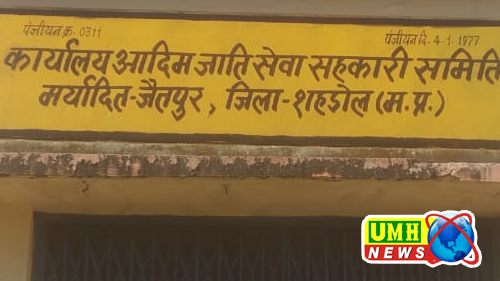 पंजीयन क्र. 0311
पंजीयन दि. 4-1-1977
कार्यालय आदिम जाति सेवा सहकारी समिति
मर्यादित-जैतपुर, जिला-शहडोल (म.प्र.)
UMH
NEWS